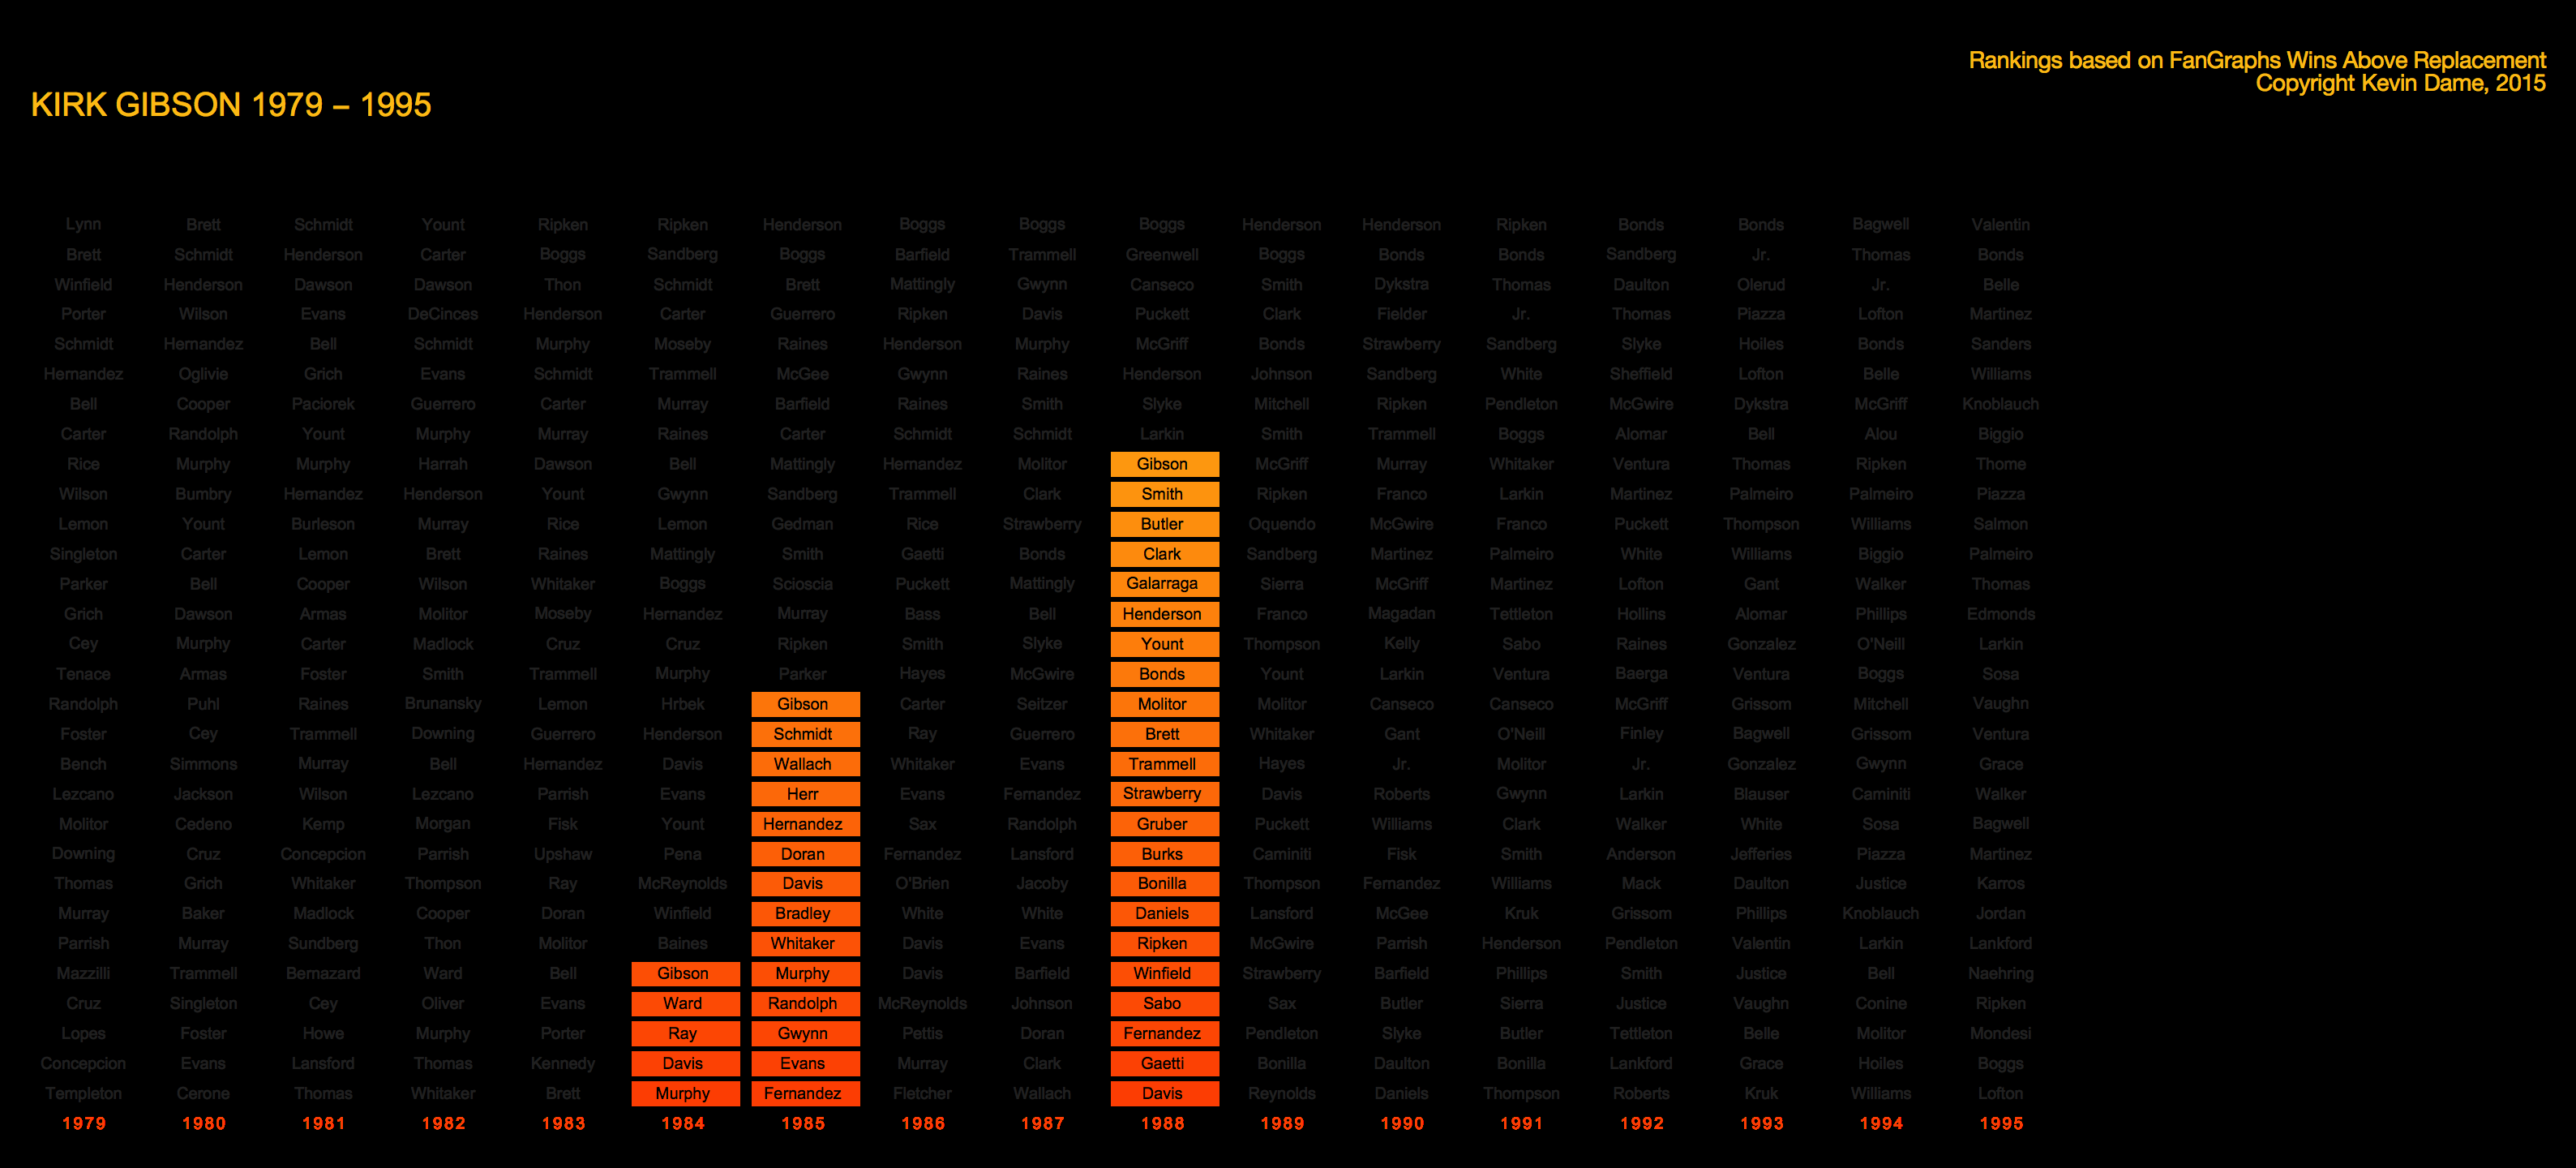 Rankings based on FanGraphs Wins Above Replacement
Copyright Kevin Dame, 2015
KIRK GIBSON 1979 – 1995
Lynn Brett Schmidt Yount Ripken Ripken Henderson Boggs Boggs Boggs Henderson Henderson Ripken Bonds Bonds Bagwell Valentin
Brett Schmidt Henderson Carter Boggs Sandberg Boggs Barfield Trammell Greenwell Boggs Bonds Bonds Sandberg Jr. Thomas Bonds
Winfield Henderson Dawson Dawson Thon Schmidt Brett Mattingly Gwynn Canseco Smith Dykstra Thomas Daulton Olerud Jr. Belle
Porter Wilson Evans DeCinces Henderson Carter Guerrero Ripken Davis Puckett Clark Fielder Jr. Thomas Piazza Lofton Martinez
Schmidt Hernandez Bell Schmidt Murphy Moseby Raines Henderson Murphy McGriff Bonds Strawberry Sandberg Slyke Hoiles Bonds Sanders
Hernandez Oglivie Grich Evans Schmidt Trammell McGee Gwynn Raines Henderson Johnson Sandberg White Sheffield Lofton Belle Williams
Bell Cooper Paciorek Guerrero Carter Murray Barfield Raines Smith Slyke Mitchell Ripken Pendleton McGwire Dykstra McGriff Knoblauch
Carter Randolph Yount Murphy Murray Raines Carter Schmidt Schmidt Larkin Smith Trammell Boggs Alomar Bell Alou Biggio
Rice Murphy Murphy Harrah Dawson Bell Mattingly Hernandez Molitor Gibson McGriff Murray Whitaker Ventura Thomas Ripken Thome
Wilson Bumbry Hernandez Henderson Yount Gwynn Sandberg Trammell Clark Smith Ripken Franco Larkin Martinez Palmeiro Palmeiro Piazza
Lemon Yount Burleson Murray Rice Lemon Gedman Rice Strawberry Butler Oquendo McGwire Franco Puckett Thompson Williams Salmon
Singleton Carter Lemon Brett Raines Mattingly Smith Gaetti Bonds Clark Sandberg Martinez Palmeiro White Williams Biggio Palmeiro
Parker Bell Cooper Wilson Whitaker Boggs Scioscia Puckett Mattingly Galarraga Sierra McGriff Martinez Lofton Gant Walker Thomas
Grich Dawson Armas Molitor Moseby Hernandez Murray Bass Bell Henderson Franco Magadan Tettleton Hollins Alomar Phillips Edmonds
Cey Murphy Carter Madlock Cruz Cruz Ripken Smith Slyke Yount Thompson Kelly Sabo Raines Gonzalez O'Neill Larkin
Tenace Armas Foster Smith Trammell Murphy Parker Hayes McGwire Bonds Yount Larkin Ventura Baerga Ventura Boggs Sosa
Randolph Puhl Raines Brunansky Lemon Hrbek Gibson Carter Seitzer Molitor Molitor Canseco Canseco McGriff Grissom Mitchell Vaughn
Foster Cey Trammell Downing Guerrero Henderson Schmidt Ray Guerrero Brett Whitaker Gant O'Neill Finley Bagwell Grissom Ventura
Bench Simmons Murray Bell Hernandez Davis Wallach Whitaker Evans Trammell Hayes Jr. Molitor Jr. Gonzalez Gwynn Grace
Lezcano Jackson Wilson Lezcano Parrish Evans Herr Evans Fernandez Strawberry Davis Roberts Gwynn Larkin Blauser Caminiti Walker
Molitor Cedeno Kemp Morgan Fisk Yount Hernandez Sax Randolph Gruber Puckett Williams Clark Walker White Sosa Bagwell
Downing Cruz Concepcion Parrish Upshaw Pena Doran Fernandez Lansford Burks Caminiti Fisk Smith Anderson Jefferies Piazza Martinez
Thomas Grich Whitaker Thompson Ray McReynolds Davis O'Brien Jacoby Bonilla Thompson Fernandez Williams Mack Daulton Justice Karros
Murray Baker Madlock Cooper Doran Winfield Bradley White White Daniels Lansford McGee Kruk Grissom Phillips Knoblauch Jordan
Parrish Murray Sundberg Thon Molitor Baines Whitaker Davis Evans Ripken McGwire Parrish Henderson Pendleton Valentin Larkin Lankford
Mazzilli Trammell Bernazard Ward Bell Gibson Murphy Davis Barfield Winfield Strawberry Barfield Phillips Smith Justice Bell Naehring
Cruz Singleton Cey Oliver Evans Ward Randolph McReynolds Johnson Sabo Sax Butler Sierra Justice Vaughn Conine Ripken
Lopes Foster Howe Murphy Porter Ray Gwynn Pettis Doran Fernandez Pendleton Slyke Butler Tettleton Belle Molitor Mondesi
Concepcion Evans Lansford Thomas Kennedy Davis Evans Murray Clark Gaetti Bonilla Daulton Bonilla Lankford Grace Hoiles Boggs
Templeton Cerone Thomas Whitaker Brett Murphy Fernandez Fletcher Wallach Davis Reynolds Daniels Thompson Roberts Kruk Williams Lofton
1979 1980 1981 1982 1983 1984 1985 1986 1987 1988 1989 1990 1991 1992 1993 1994 1995